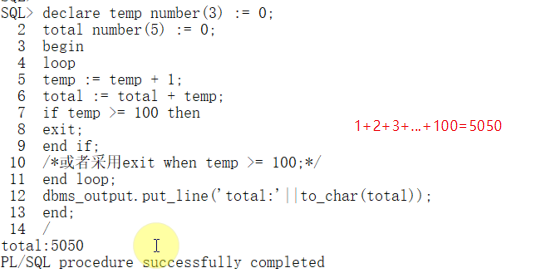 SQL> declare temp number(3) := 0;
2 total number(5) := 0;
3 begin
4 loop
5 temp := temp + 1;
6 total := total + temp;
7 if temp >= 100 then
8 exit;
9 end if;
10 /*或者采用exit when temp >= 100;*/
11 end loop;
12 dbms_output.put_line('total:'||to_char(total));
13 end;
14 /
total:5050
PL/SQL procedure successfully completed
1+2+3+...+100=5050